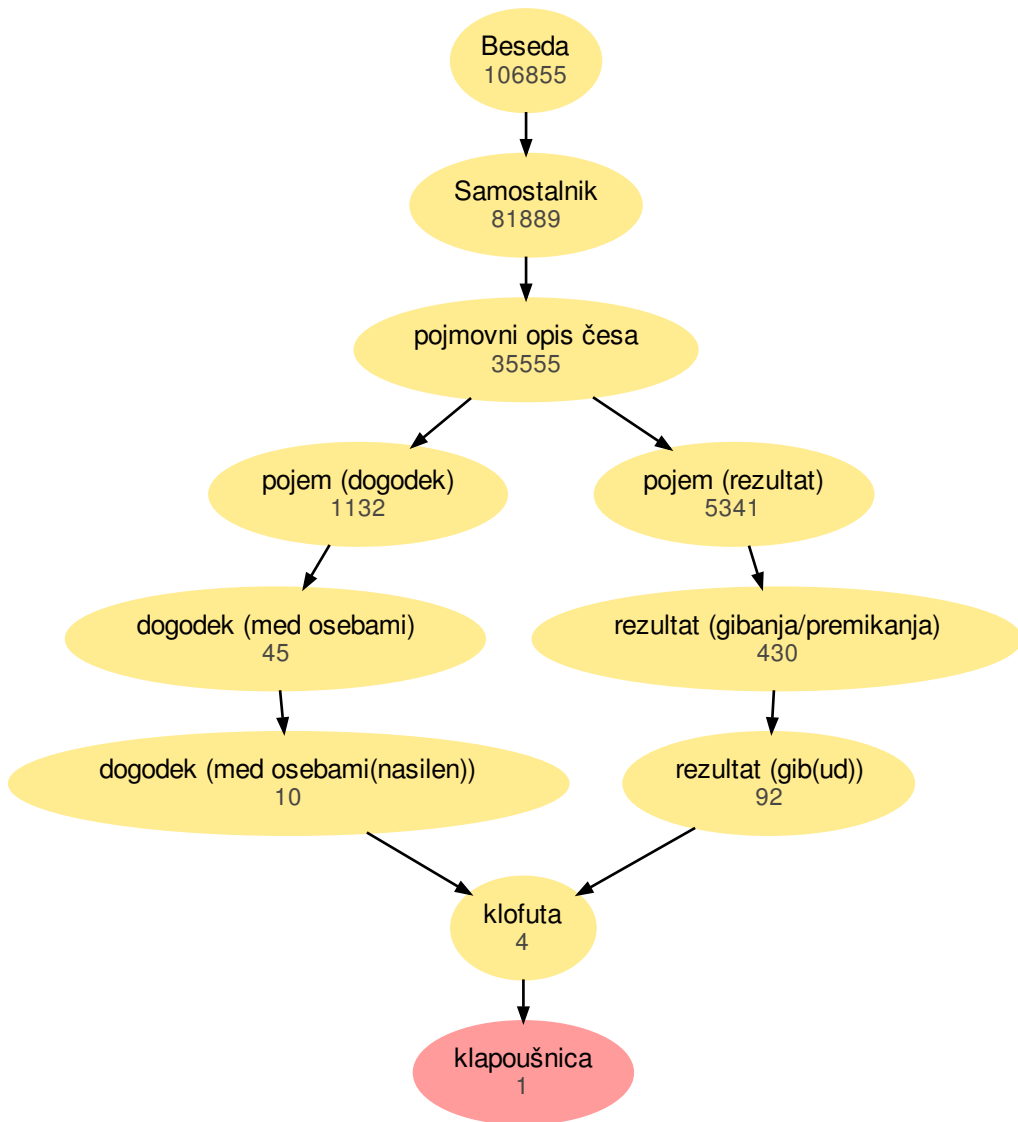 Beseda
106855
Samostalnik
81889
pojmovni opis česa
35555
pojem (dogodek)
1132
pojem (rezultat)
5341
dogodek (med osebami)
45
rezultat (gibanja/premikanja)
430
dogodek (med osebami(nasilen))
10
rezultat (gib(ud))
92
klofuta
4
klapoušnica
1